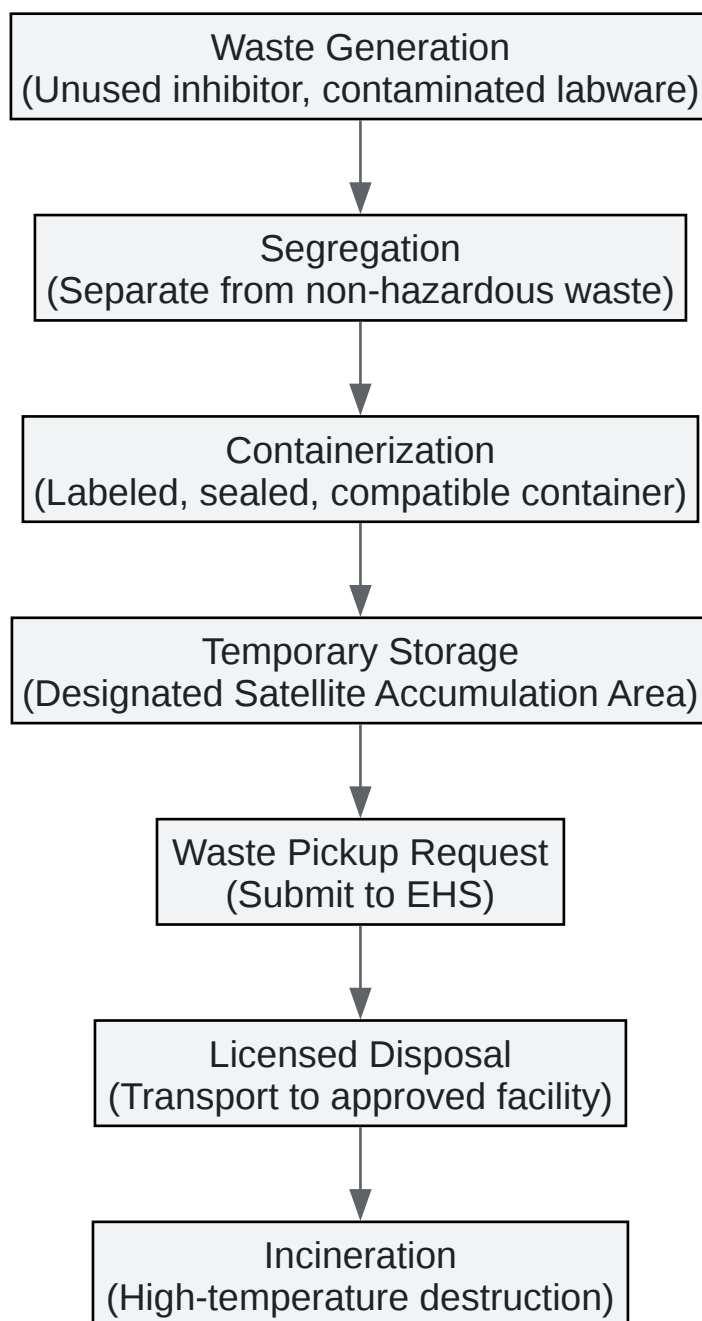 Waste Generation
(Unused inhibitor, contaminated labware)
Segregation
(Separate from non-hazardous waste)
Containerization
(Labeled, sealed, compatible container)
Temporary Storage
(Designated Satellite Accumulation Area)
Waste Pickup Request
(Submit to EHS)
Licensed Disposal
(Transport to approved facility)
Incineration
(High-temperature destruction)